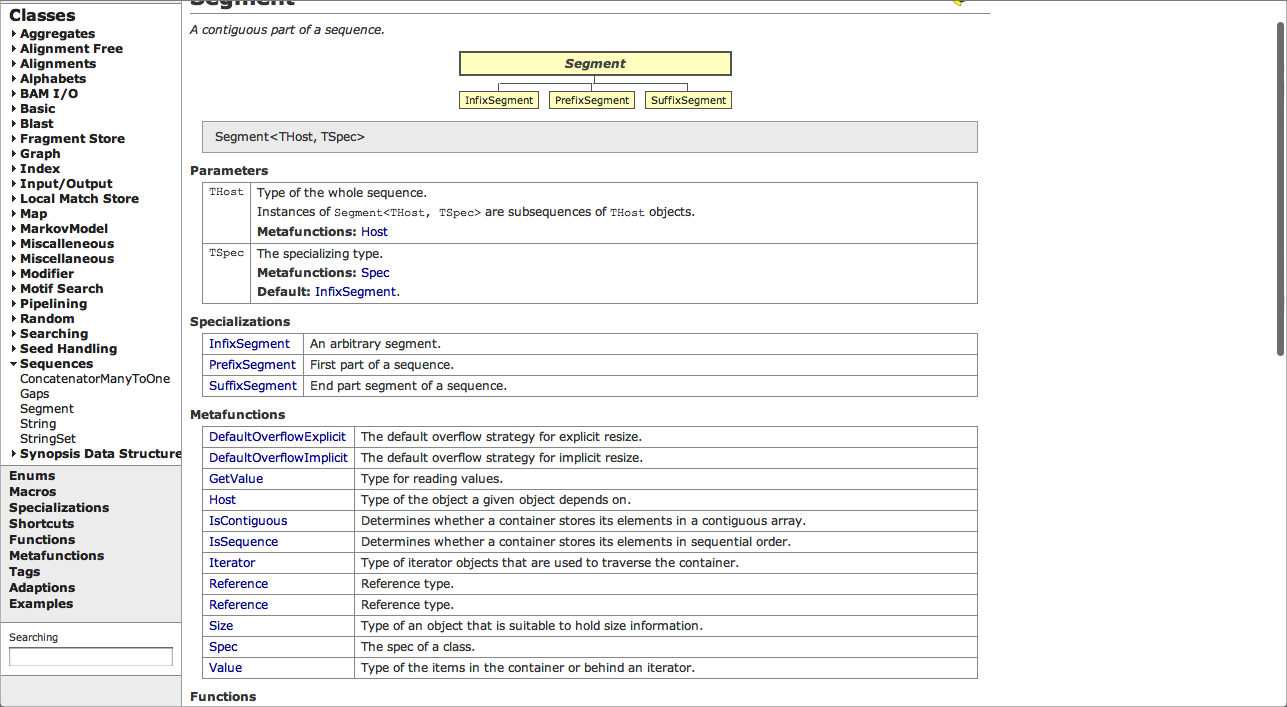 Classes
Aggregates
Alignment Free
Alignments
Alphabets
BAM I/O
Basic
Blast
Fragment Store
Graph
Index
Input/Output
Local Match Store
Map
MarkovModel
Miscalleneous
Miscellaneous
Modifier
Motif Search
Pipelining
Random
Searching
Seed Handling
Sequences
ConcatenatorManyToOne
Gaps
Segment
String
StringSet
Synopsis Data Structure
Enums
Macros
Specializations
Shortcuts
Functions
Metafunctions
Tags
Adaptions
Examples
Searching
Segment
A contiguous part of a sequence.
Segment
InfixSegment PrefixSegment SuffixSegment
Segment<THost, TSpec>
Parameters
THost Type of the whole sequence.
Instances of Segment<THost, TSpec> are subsequences of THost objects.
Metafunctions: Host
TSpec The specializing type.
Metafunctions: Spec
Default: InfixSegment.
Specializations
InfixSegment An arbitrary segment.
PrefixSegment First part of a sequence.
SuffixSegment End part segment of a sequence.
Metafunctions
DefaultOverflowExplicit The default overflow strategy for explicit resize.
DefaultOverflowImplicit The default overflow strategy for implicit resize.
GetValue Type for reading values.
Host Type of the object a given object depends on.
IsContiguous Determines whether a container stores its elements in a contiguous array.
IsSequence Determines whether a container stores its elements in sequential order.
Iterator Type of iterator objects that are used to traverse the container.
Reference Reference type.
Reference Reference type.
Size Type of an object that is suitable to hold size information.
Spec The spec of a class.
Value Type of the items in the container or behind an iterator.
Functions